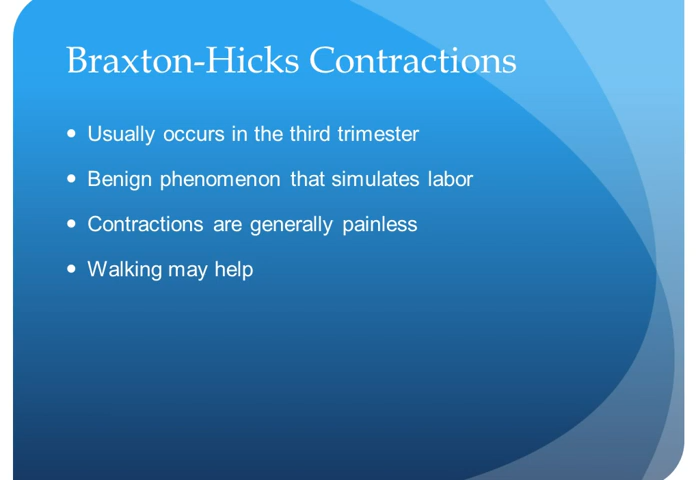 Braxton-Hicks Contractions
• Usually occurs in the third trimester
• Benign phenomenon that simulates labor
• Contractions are generally painless
• Walking may help